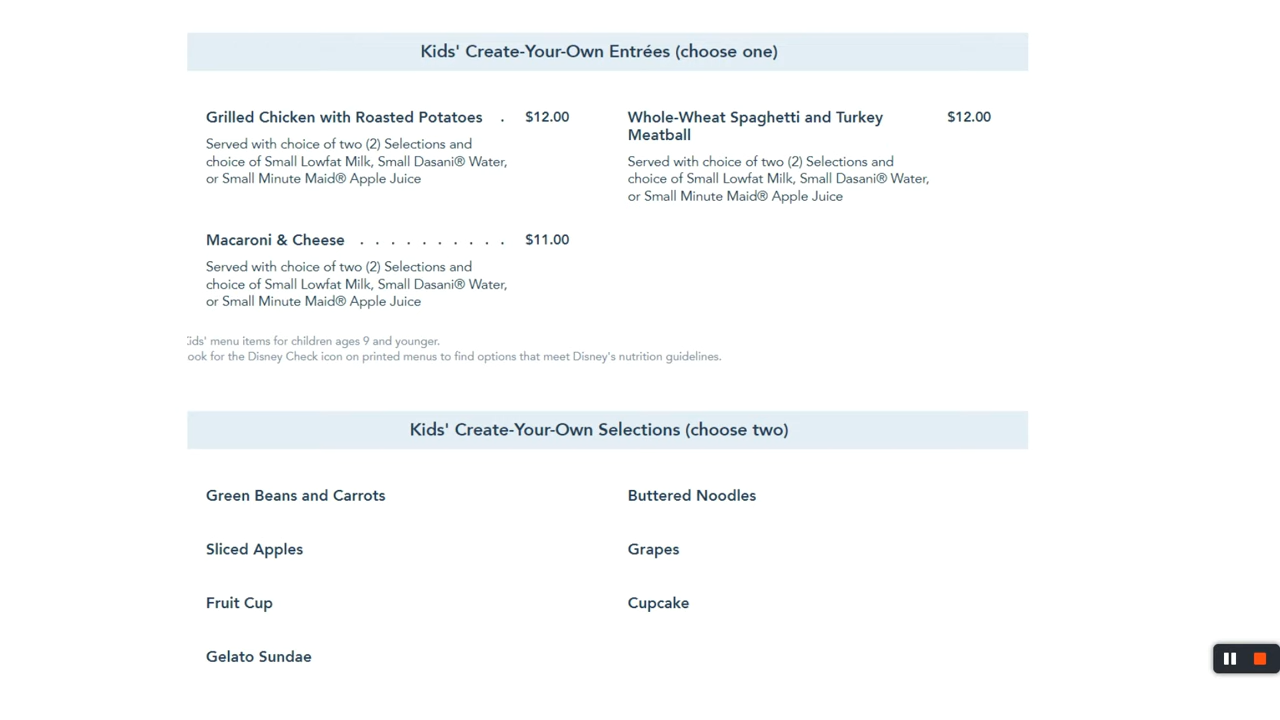 Kids' Create-Your-Own Entrées (choose one)
Grilled Chicken with Roasted Potatoes . $12.00
Served with choice of two (2) Selections and
choice of Small Lowfat Milk, Small Dasani® Water,
or Small Minute Maid® Apple Juice
Whole-Wheat Spaghetti and Turkey $12.00
Meatball
Served with choice of two (2) Selections and
choice of Small Lowfat Milk, Small Dasani® Water,
or Small Minute Maid® Apple Juice
Macaroni & Cheese . . . . . . . . . . $11.00
Served with choice of two (2) Selections and
choice of Small Lowfat Milk, Small Dasani® Water,
or Small Minute Maid® Apple Juice
Kids' menu items for children ages 9 and younger.
ook for the Disney Check icon on printed menus to find options that meet Disney's nutrition guidelines.
Kids' Create-Your-Own Selections (choose two)
Green Beans and Carrots
Buttered Noodles
Sliced Apples
Grapes
Fruit Cup
Cupcake
Gelato Sundae